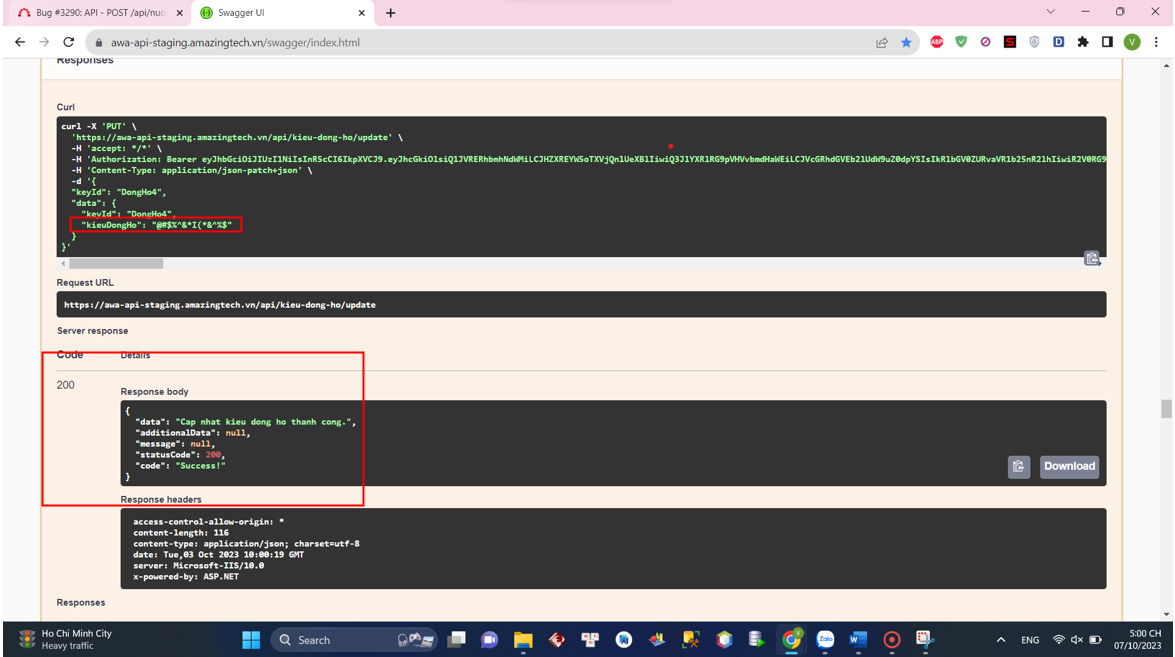 Bug #3290: API - POST /api/nuo
Swagger UI
awa-api-staging.amazingtech.vn/swagger/index.html
ABP
S
D
V
Responses
Curl
curl -X 'PUT' \
'https://awa-api-staging.amazingtech.vn/api/kieu-dong-ho/update' \
-H 'accept: */*' \
-H 'Authorization: Bearer
-H 'Content-Type: application/json-patch+json' \
-d '{
"keyId": "DongHo4",
"data": {
"keyId": "DongHo4",
"kieuDongHo": "@#$%^&*I(*&^%$"
}
}'
Request URL
https://awa-api-staging.amazingtech.vn/api/kieu-dong-ho/update
Server response
Code
Details
200
Response body
{
"data": "Cap nhat kieu dong ho thanh cong.",
"additionalData": null,
"message": null,
"statusCode": 200,
"code": "Success!"
}
Download
Response headers
access-control-allow-origin: *
content-length: 116
content-type: application/json; charset=utf-8
date: Tue,03 Oct 2023 10:00:19 GMT
server: Microsoft-IIS/10.0
x-powered-by: ASP.NET
Responses
Ho Chi Minh City
Heavy traffic
Search
V
Zalo
W
ENG
5:00 CH
07/10/2023